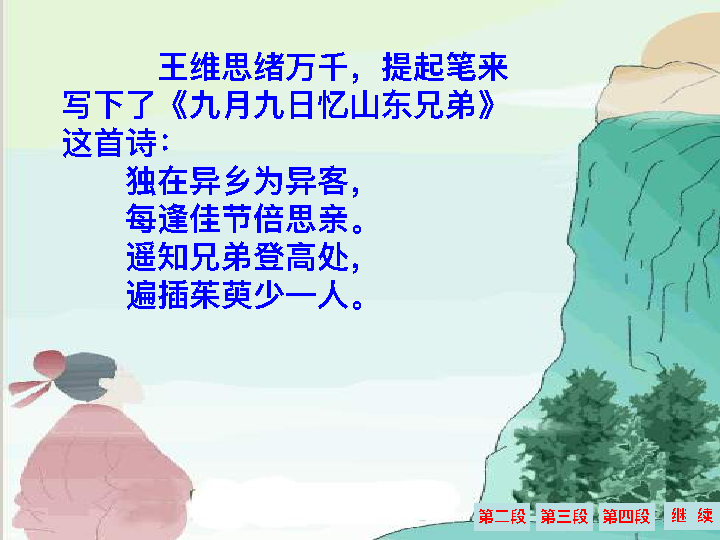 王维思绪万千，提起笔来
写下了《九月九日忆山东兄弟》
这首诗：
独在异乡为异客，
每逢佳节倍思亲。
遥知兄弟登高处，
遍插茱萸少一人。
第二段 第三段 第四段 继 续